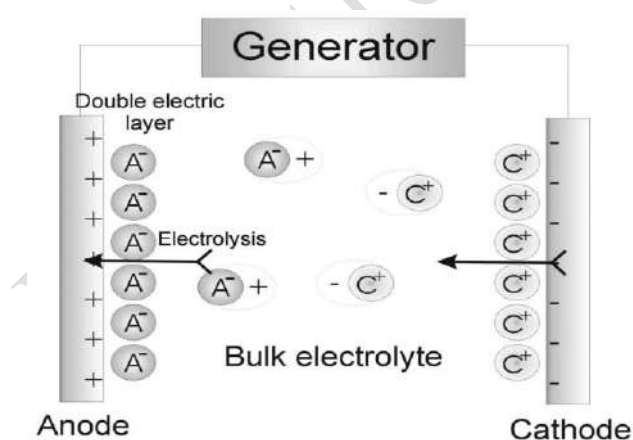 Generator
Double electric
layer
+ - 
A⁻ A⁻ + C⁺
+ - C⁺ -
A⁻ C⁺
+ -
A⁻ Electrolysis C⁺
A⁻ A⁻ + - C⁺ C⁺
+ -
A⁻ C⁺
+ Bulk electrolyte -
A⁻ C⁺
+ -
Anode Cathode